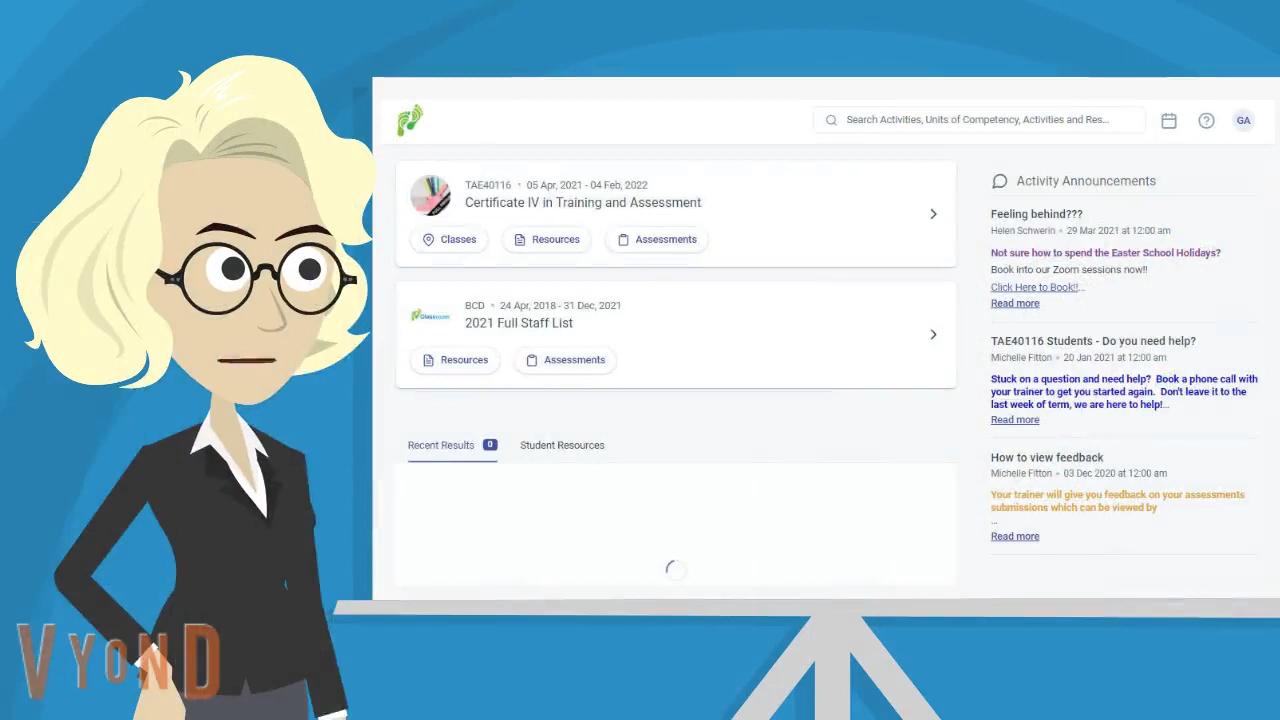 Search Activities, Units of Competency, Activities and Res...
GA
TAE40116 • 05 Apr, 2021 - 04 Feb, 2022
Certificate IV in Training and Assessment
Classes
Resources
Assessments
BCD • 24 Apr, 2018 - 31 Dec, 2021
2021 Full Staff List
Resources
Assessments
Recent Results 0
Student Resources
Activity Announcements
Feeling behind???
Helen Schwerin • 29 Mar 2021 at 12:00 am
Not sure how to spend the Easter School Holidays?
Book into our Zoom sessions now!!
Click Here to Book!!...
Read more
TAE40116 Students - Do you need help?
Michelle Fitton • 20 Jan 2021 at 12:00 am
Stuck on a question and need help? Book a phone call with
your trainer to get you started again. Don't leave it to the
last week of term, we are here to help!...
Read more
How to view feedback
Michelle Fitton • 03 Dec 2020 at 12:00 am
Your trainer will give you feedback on your assessments
submissions which can be viewed by
...
Read more
VYOND